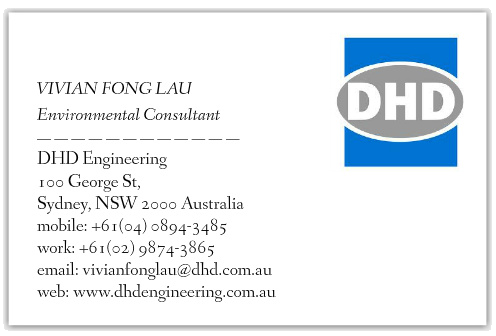 VIVIAN FONG LAU
Environmental Consultant
— — — — — — — — — — — —
DHD Engineering
100 George St,
Sydney, NSW 2000 Australia
mobile: +61(04) 0894-3485
work: +61(02) 9874-3865
email: vivianfonglau@dhd.com.au
web: www.dhdengineering.com.au
DHD